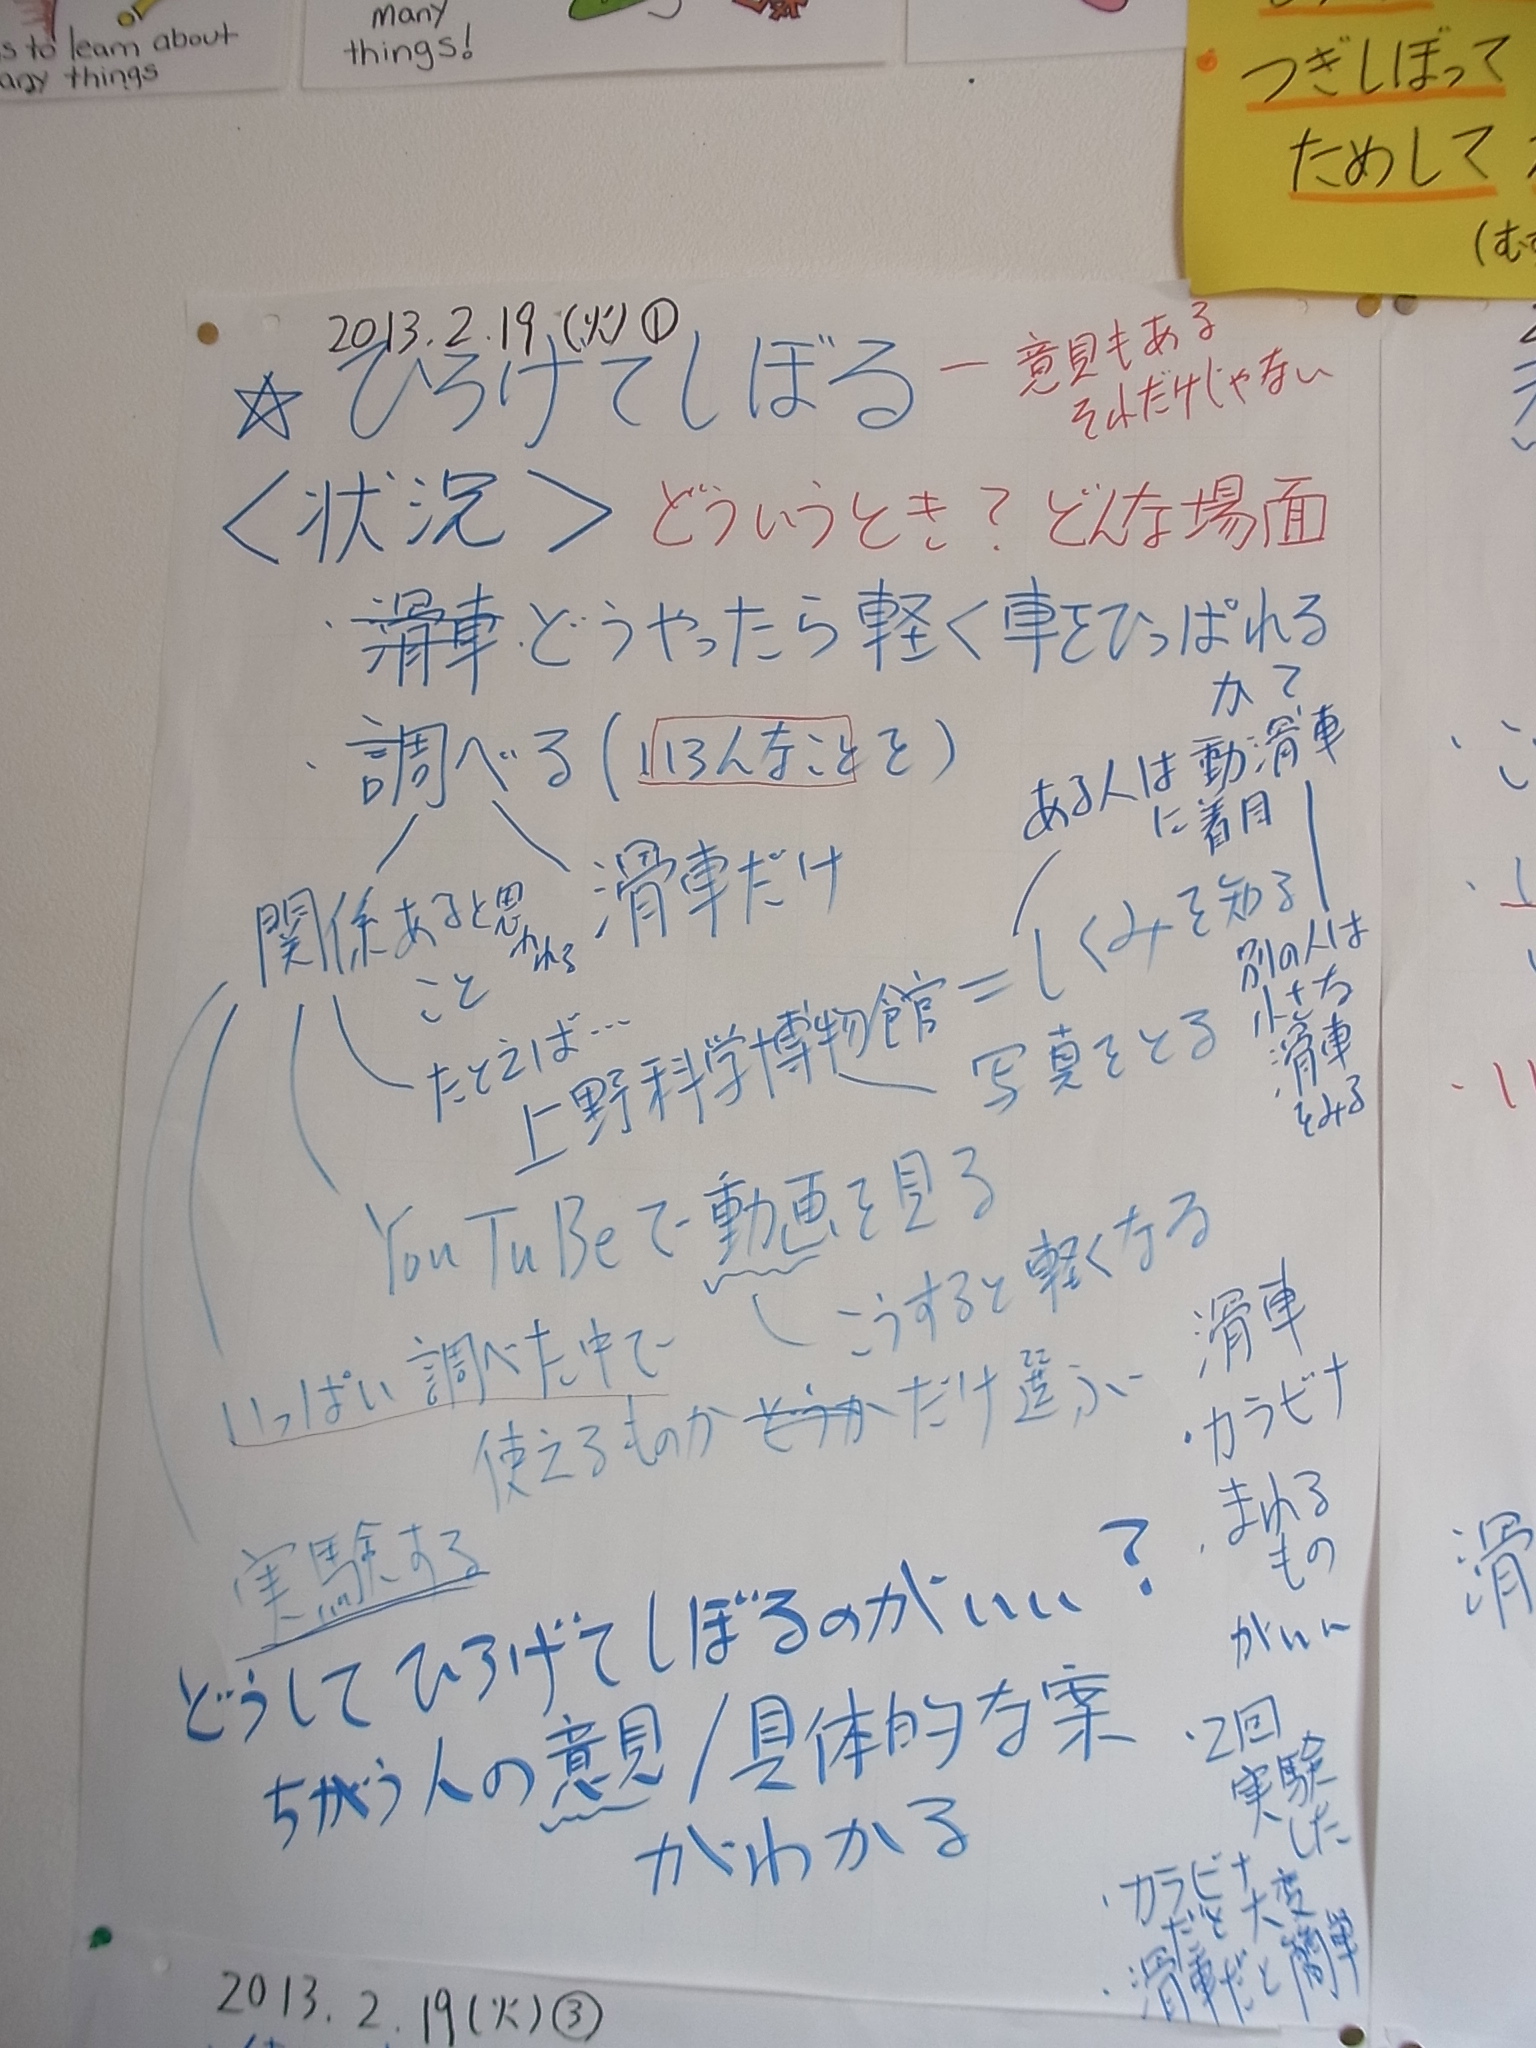 s to learn about
many things
many
things!
つぎしぼって
ためして
2013.2.19(火)①
☆ ひろげてしぼる ー 意見もある
それだけじゃない
〈状況〉 どういうとき? どんな場面
・滑車 どうやったら軽く車をひっぱれる
か て
・調べる(いろんなことを)
ある人は動滑車
に着目
関係あると思われる
こと
滑車だけ
たとえば…
上野科学博物館=しくみを知る
写真をとる
別の人は
小さな
滑車
をみる
YouTuBeで動画を見る
こうすると軽くなる
いっぱい調べた中で
使えるものか どうか だけ選ぶ
実験する
滑車
・カラビナ
・まわる
もの
がいい
・2回
実験
した
・カラビナ
だと大変
・滑車だと簡単
どうしてひろげてしぼるのがいい?
ちがう人の意見/具体的な案
がわかる
2013.2.19(火)③
滑